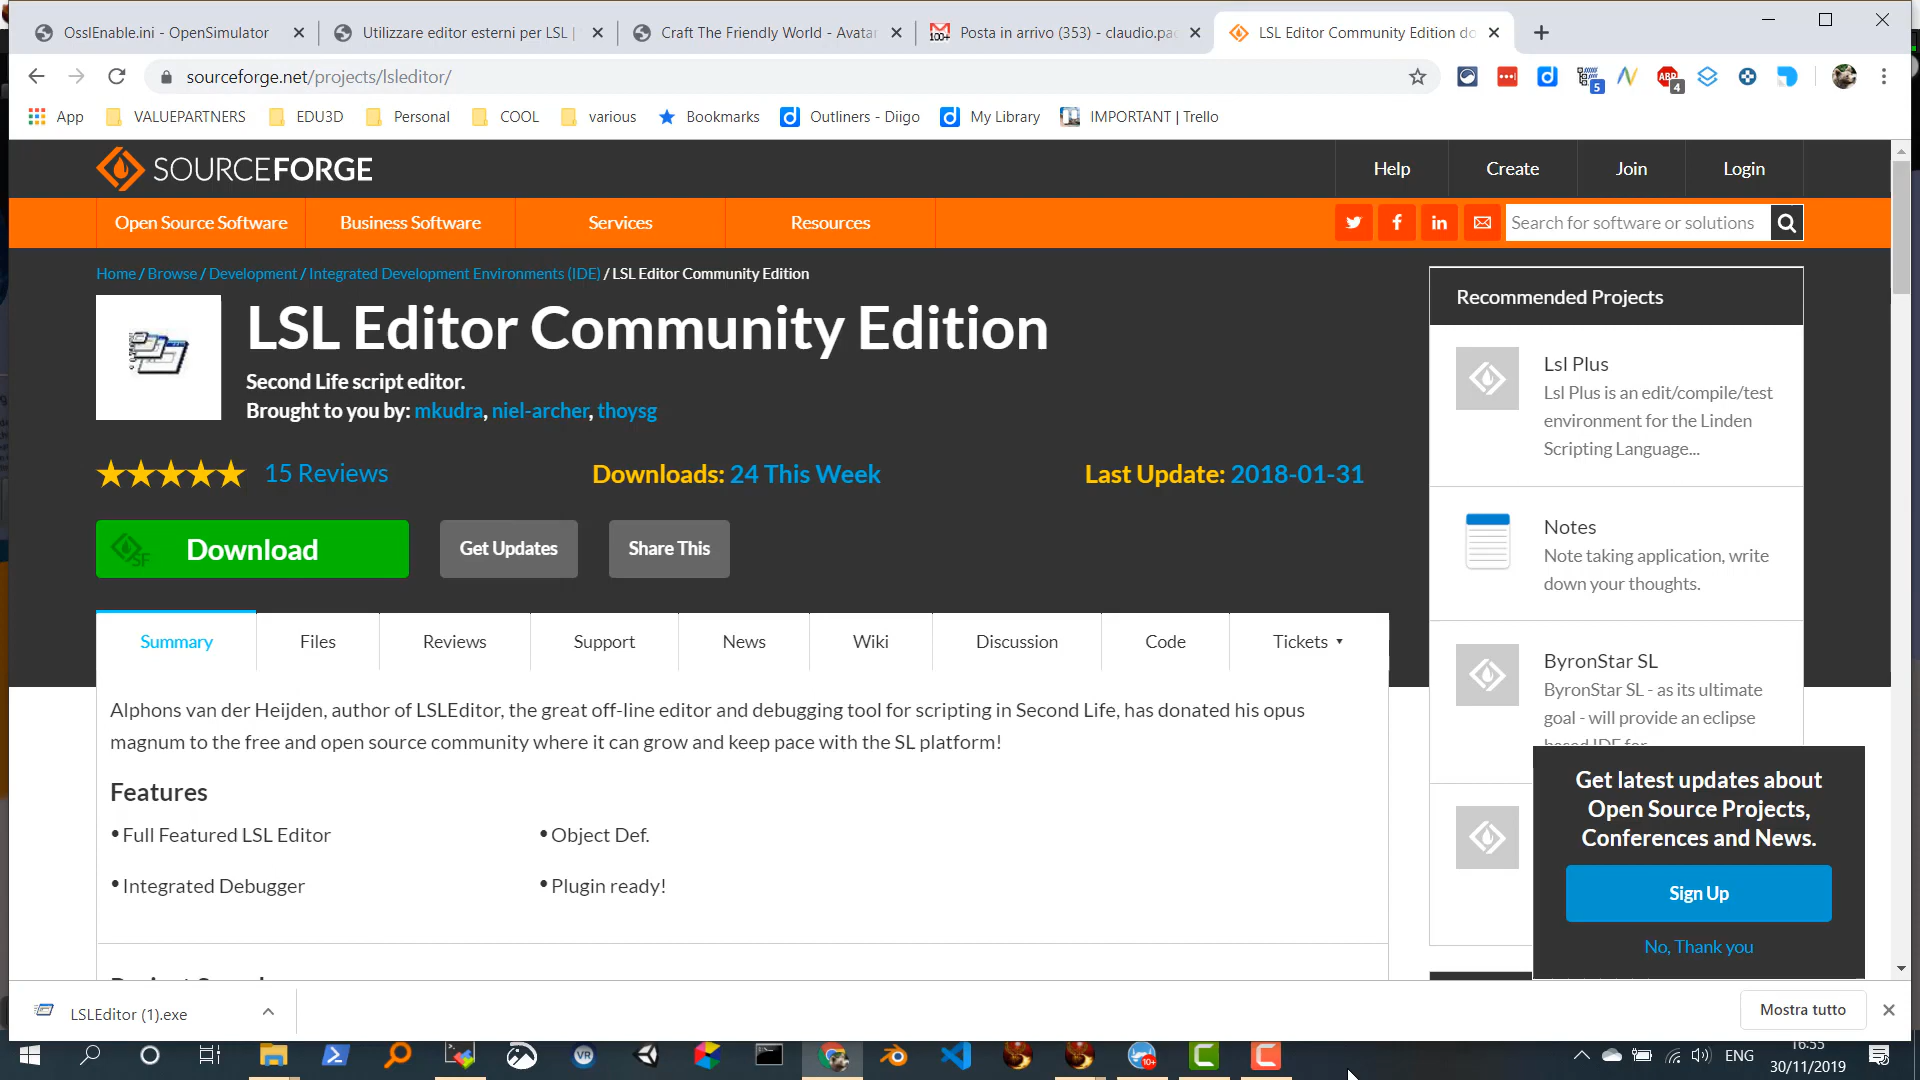 OsslEnable.ini - OpenSimulator
Utilizzare editor esterni per LSL |
Craft The Friendly World - Avata
Posta in arrivo (353) - claudio.pa
LSL Editor Community Edition do
sourceforge.net/projects/lsleditor/
App
VALUEPARTNERS
EDU3D
Personal
COOL
various
Bookmarks
Outliners - Diigo
My Library
IMPORTANT | Trello
SOURCEFORGE
Help
Create
Join
Login
Open Source Software
Business Software
Services
Resources
Search for software or solutions
Home / Browse / Development / Integrated Development Environments (IDE) / LSL Editor Community Edition
LSL Editor Community Edition
Second Life script editor.
Brought to you by: mkudra, niel-archer, thoysg
15 Reviews
Downloads: 24 This Week
Last Update: 2018-01-31
SF
Download
Get Updates
Share This
Summary
Files
Reviews
Support
News
Wiki
Discussion
Code
Tickets
Alphons van der Heijden, author of LSLEditor, the great off-line editor and debugging tool for scripting in Second Life, has donated his opus
magnum to the free and open source community where it can grow and keep pace with the SL platform!
Features
•Full Featured LSL Editor
•Object Def.
•Integrated Debugger
•Plugin ready!
Recommended Projects
Lsl Plus
Lsl Plus is an edit/compile/test
environment for the Linden
Scripting Language...
Notes
Note taking application, write
down your thoughts.
ByronStar SL
ByronStar SL - as its ultimate
goal - will provide an eclipse
based IDE for
Get latest updates about
Open Source Projects,
Conferences and News.
Sign Up
No, Thank you
LSLEditor (1).exe
Mostra tutto
ENG
16:55
30/11/2019